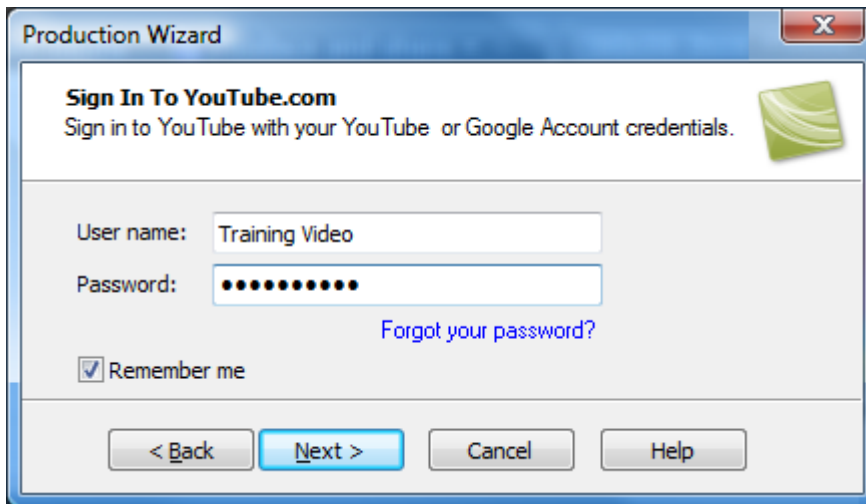 Production Wizard
Sign In To YouTube.com
Sign in to YouTube with your YouTube or Google Account credentials.
User name: Training Video
Password: ●●●●●●●●●●
Forgot your password?
Remember me
< Back Next > Cancel Help